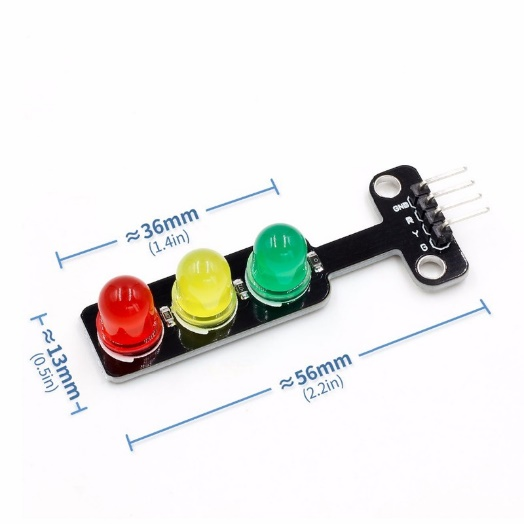 ≈36mm
(1.4in)
≈13mm
(0.5in)
≈56mm
(2.2in)
GND
R
Y
G